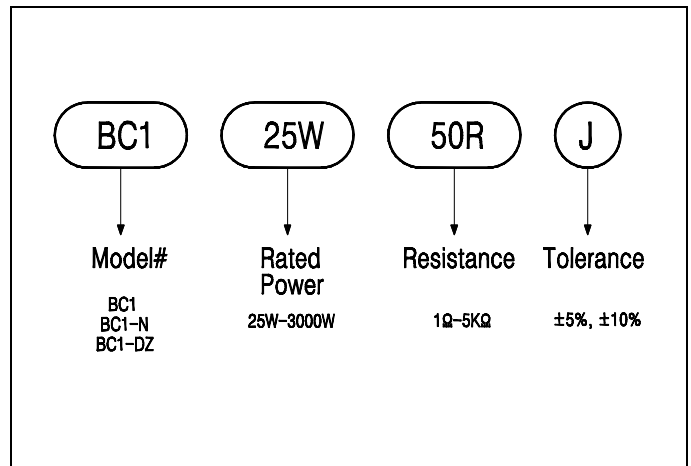 BC1 25W 50R J
Model# Rated Power Resistance Tolerance
BC1
BC1-N
BC1-DZ
25W-3000W 1Ω-5KΩ ±5%, ±10%